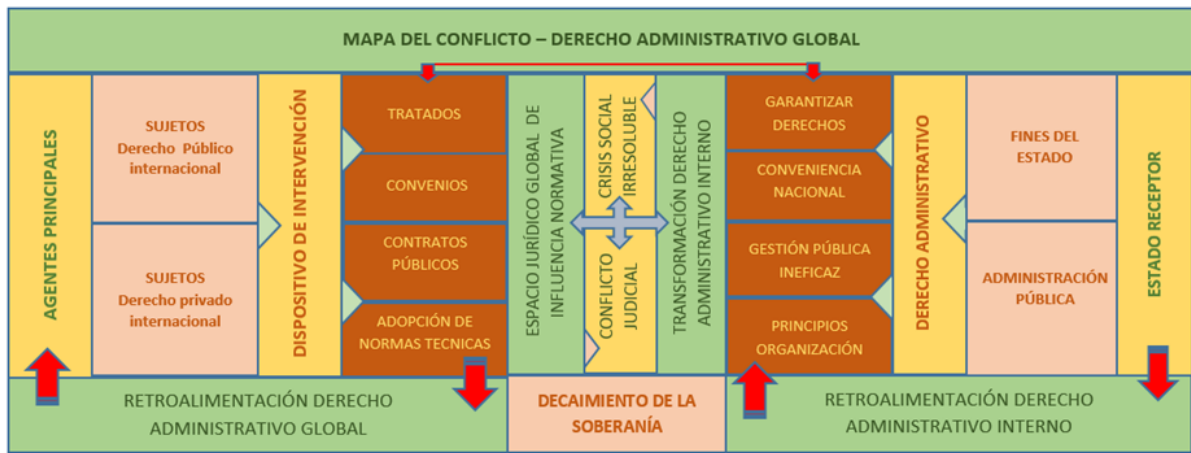 MAPA DEL CONFLICTO – DERECHO ADMINISTRATIVO GLOBAL
AGENTES PRINCIPALES
SUJETOS
Derecho Público
internacional
SUJETOS
Derecho privado
internacional
DISPOSITIVO DE INTERVENCIÓN
TRATADOS
CONVENIOS
CONTRATOS
PÚBLICOS
ADOPCIÓN DE
NORMAS TECNICAS
ESPACIO JURÍDICO GLOBAL DE
INFLUENCIA NORMATIVA
CRISIS SOCIAL
IRRESOLUBLE
CONFLICTO
JUDICIAL
TRANSFORMACIÓN DERECHO
ADMINISTRATIVO INTERNO
GARANTIZAR
DERECHOS
CONVENIENCIA
NACIONAL
GESTIÓN PÚBLICA
INEFICAZ
PRINCIPIOS
ORGANIZACIÓN
DERECHO ADMINISTRATIVO
FINES DEL
ESTADO
ADMINISTRACIÓN
PÚBLICA
ESTADO RECEPTOR
RETROALIMENTACIÓN DERECHO
ADMINISTRATIVO GLOBAL
DECAIMIENTO DE LA
SOBERANÍA
RETROALIMENTACIÓN DERECHO
ADMINISTRATIVO INTERNO